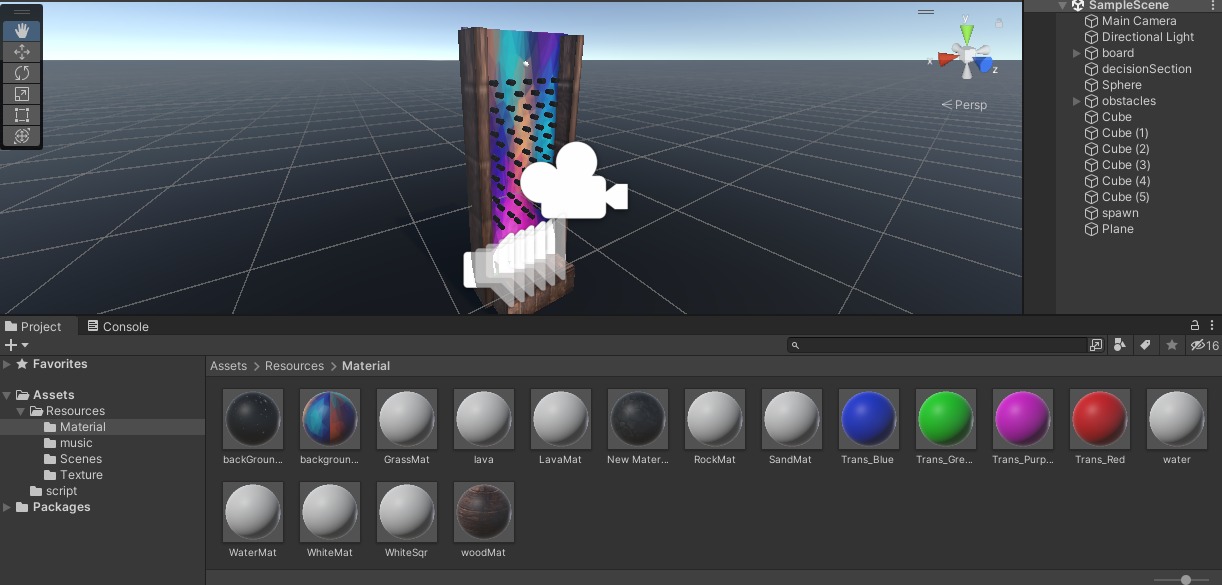 SampleScene
Main Camera
Directional Light
board
decisionSection
Sphere
obstacles
Cube
Cube (1)
Cube (2)
Cube (3)
Cube (4)
Cube (5)
spawn
Plane
y
x
z
Persp
Project
Console
16
Favorites
Assets
Resources
Material
music
Scenes
Texture
script
Packages
Assets > Resources > Material
backGroun...
backgroun...
GrassMat
lava
LavaMat
New Mater...
RockMat
SandMat
Trans_Blue
Trans_Gre...
Trans_Purp...
Trans_Red
water
WaterMat
WhiteMat
WhiteSqr
woodMat